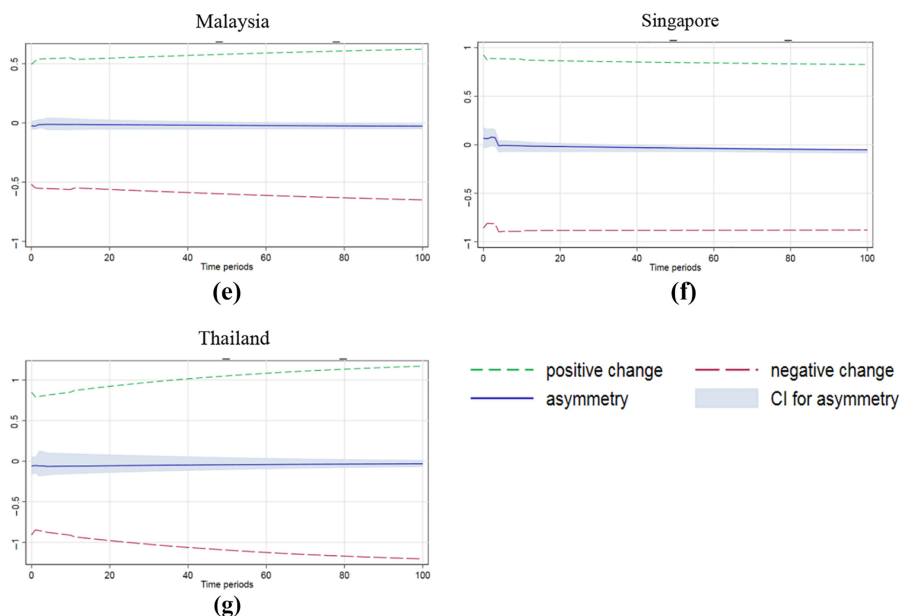 Malaysia
0.5
0
-0.5
-1
0 20 40 60 80 100
Time periods
(e)
Singapore
1
0.5
0
-0.5
-1
0 20 40 60 80 100
Time periods
(f)
Thailand
1
0.5
0
-0.5
-1
0 20 40 60 80 100
Time periods
(g)
positive change
negative change
asymmetry
CI for asymmetry